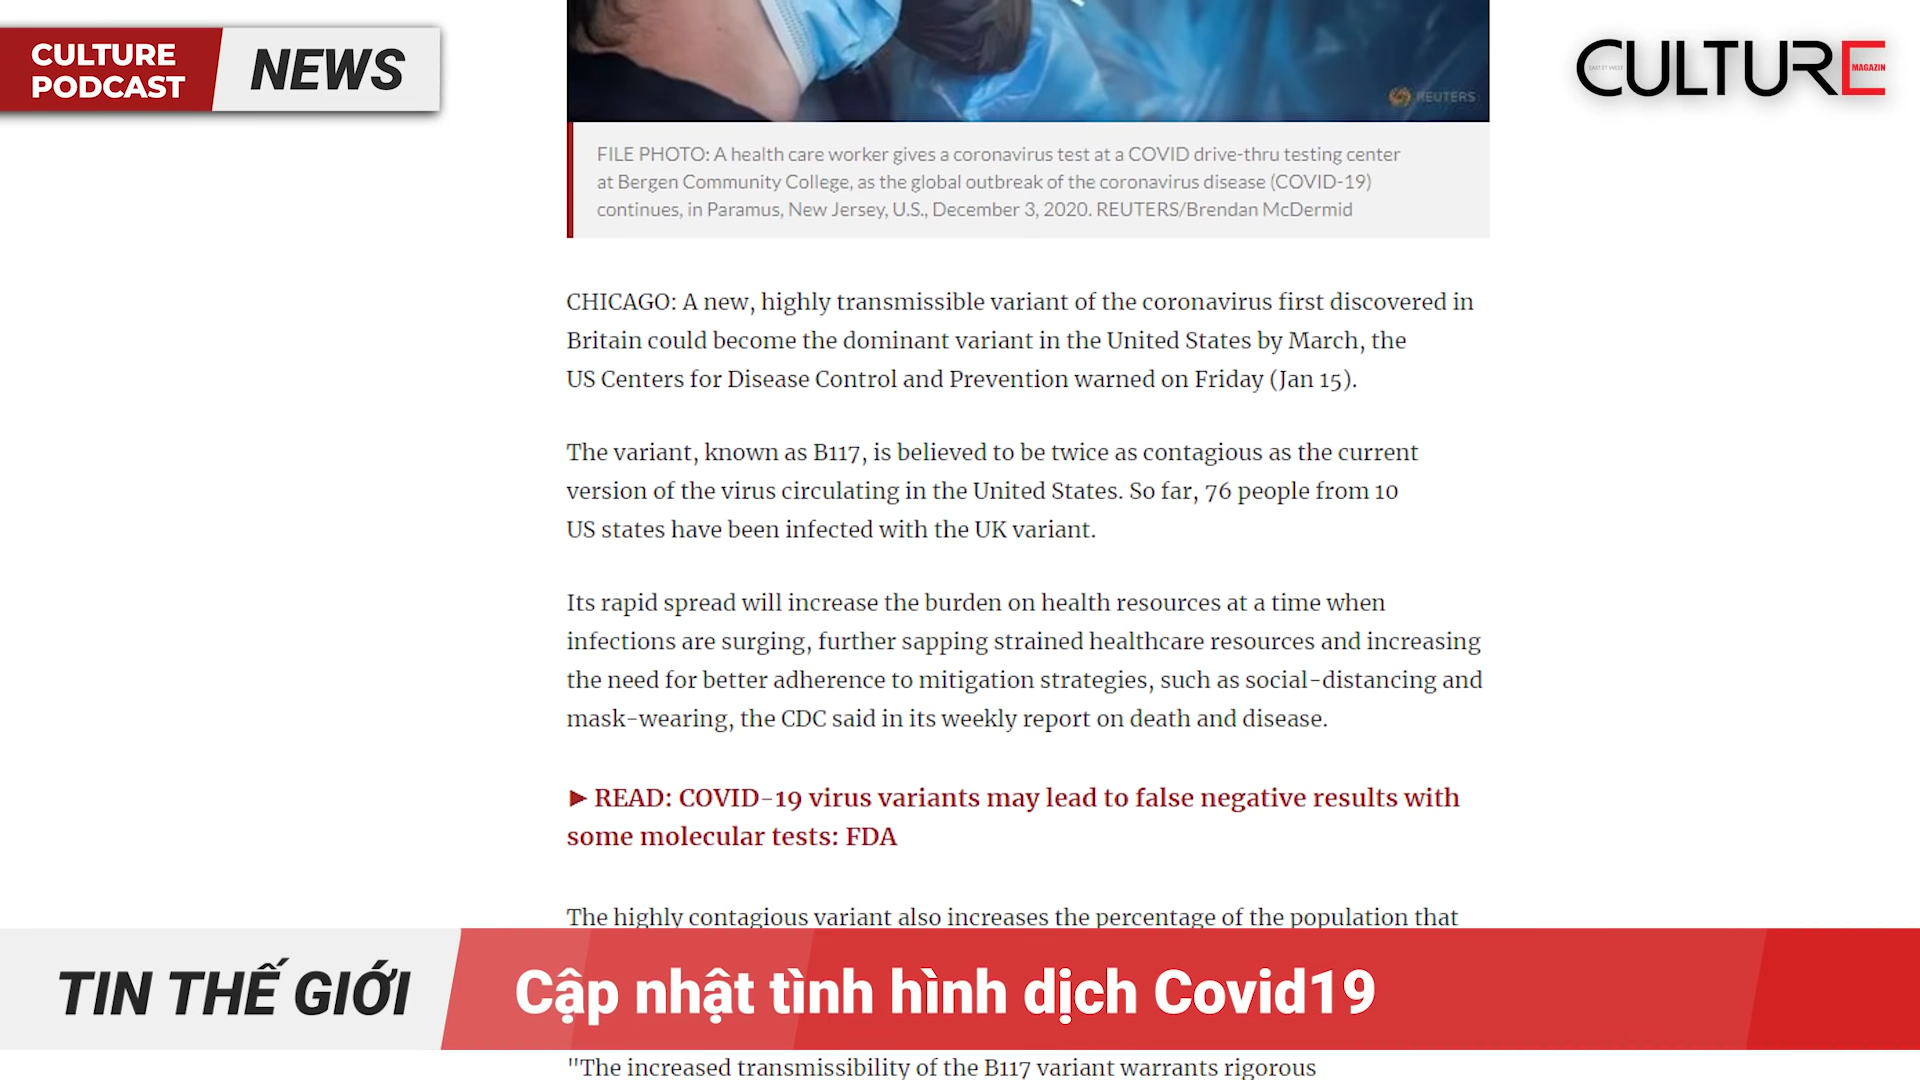 CULTURE
PODCAST
NEWS
CULTURE
EAST ET WEST
MAGAZIN
REUTERS
FILE PHOTO: A health care worker gives a coronavirus test at a COVID drive-thru testing center
at Bergen Community College, as the global outbreak of the coronavirus disease (COVID-19)
continues, in Paramus, New Jersey, U.S., December 3, 2020. REUTERS/Brendan McDermid
CHICAGO: A new, highly transmissible variant of the coronavirus first discovered in
Britain could become the dominant variant in the United States by March, the
US Centers for Disease Control and Prevention warned on Friday (Jan 15).
The variant, known as B117, is believed to be twice as contagious as the current
version of the virus circulating in the United States. So far, 76 people from 10
US states have been infected with the UK variant.
Its rapid spread will increase the burden on health resources at a time when
infections are surging, further sapping strained healthcare resources and increasing
the need for better adherence to mitigation strategies, such as social-distancing and
mask-wearing, the CDC said in its weekly report on death and disease.
►READ: COVID-19 virus variants may lead to false negative results with
some molecular tests: FDA
The highly contagious variant also increases the percentage of the population that
TIN THẾ GIỚI
Cập nhật tình hình dịch Covid19
"The increased transmissibility of the B117 variant warrants rigorous